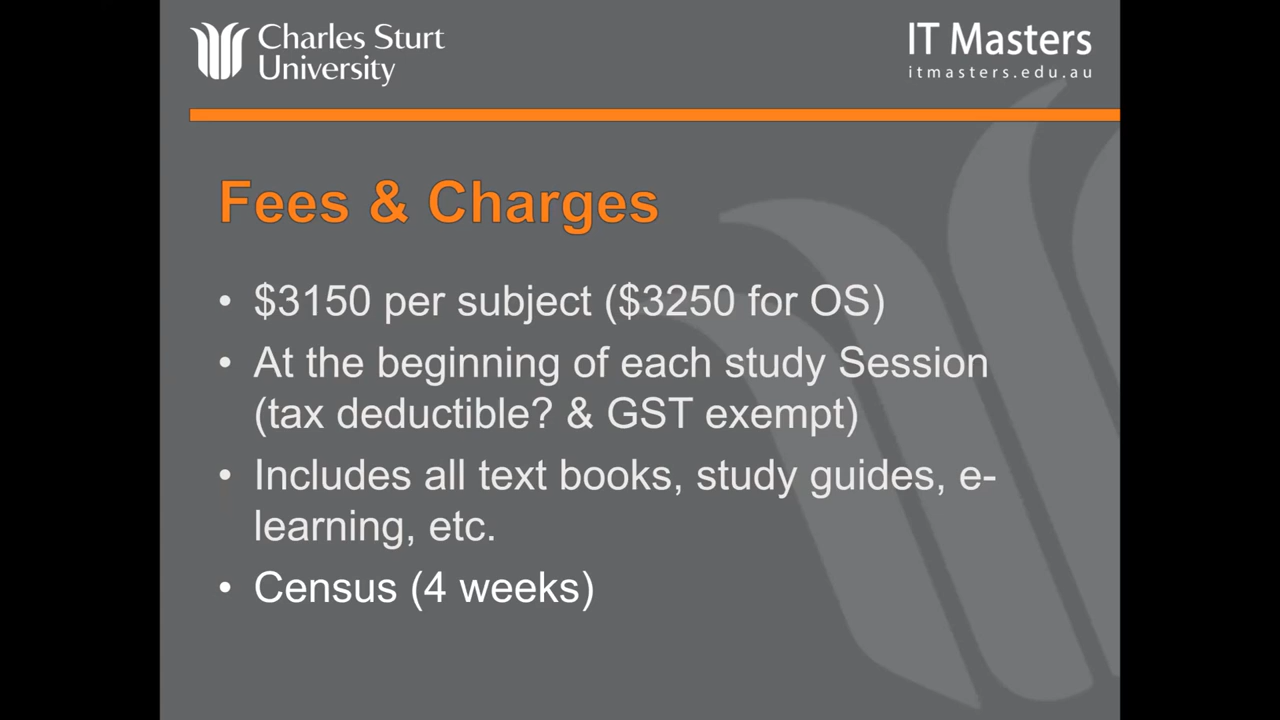 Charles Sturt
University
IT Masters
itmasters.edu.au
Fees & Charges
• $3150 per subject ($3250 for OS)
• At the beginning of each study Session
(tax deductible? & GST exempt)
• Includes all text books, study guides, e-
learning, etc.
• Census (4 weeks)